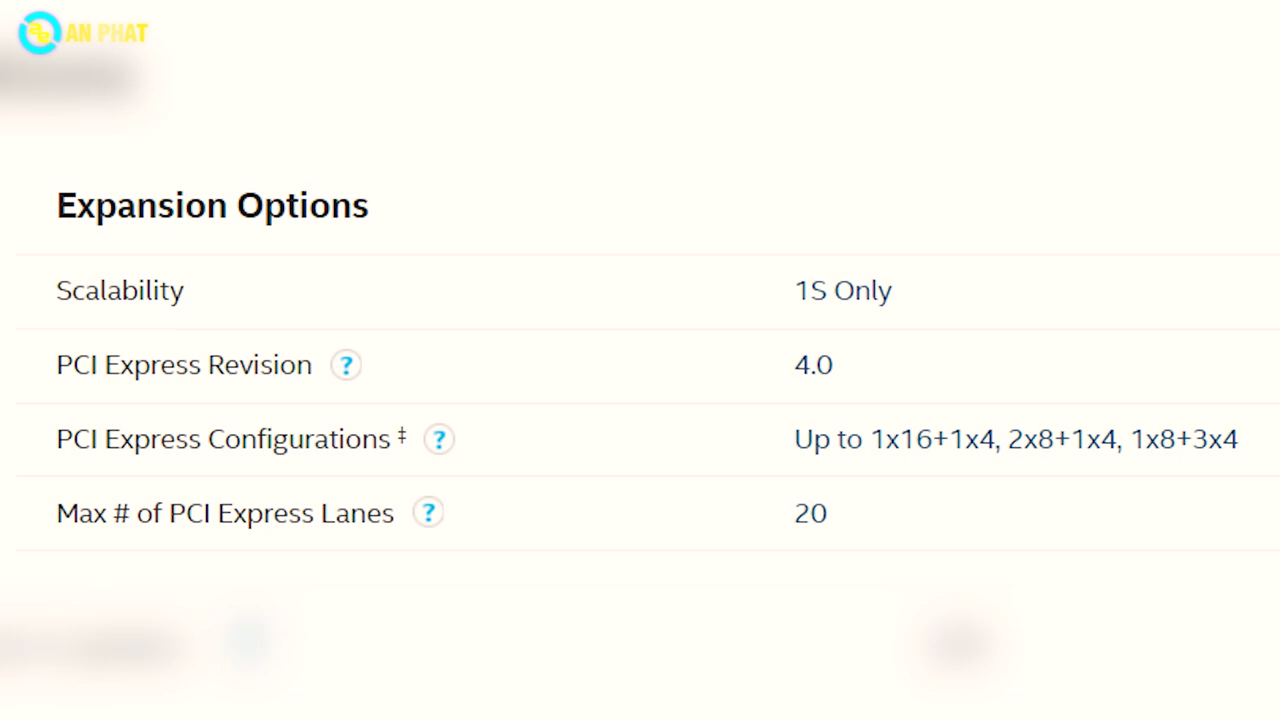 AN PHAT
Expansion Options
Scalability 1S Only
PCI Express Revision ? 4.0
PCI Express Configurations ‡ ? Up to 1x16+1x4, 2x8+1x4, 1x8+3x4
Max # of PCI Express Lanes ? 20